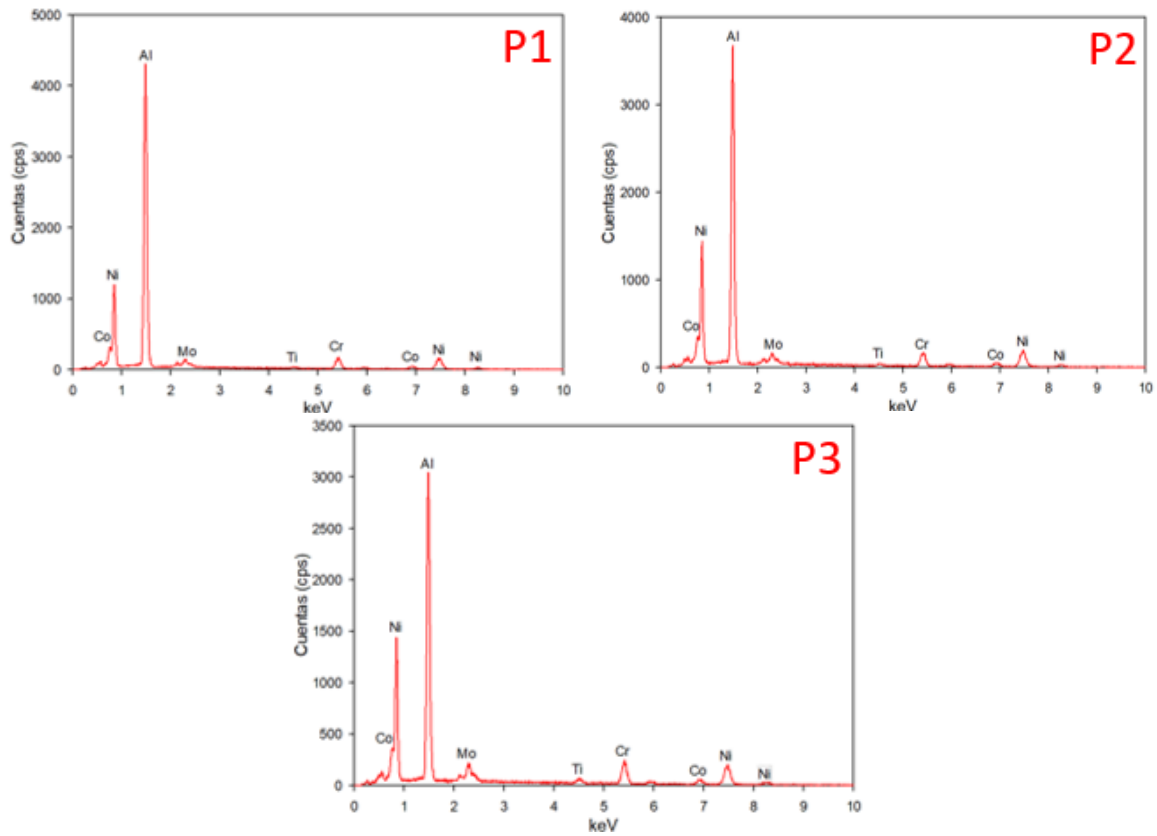 P1
5000
4000
3000
2000
1000
0
Cuentas (cps)
Al
Ni
Co
Mo
Ti
Cr
Co
Ni
Ni
0 1 2 3 4 5 6 7 8 9 10
keV
P2
4000
3000
2000
1000
0
Cuentas (cps)
Al
Ni
Co
Mo
Ti
Cr
Co
Ni
Ni
0 1 2 3 4 5 6 7 8 9 10
keV
P3
3500
3000
2500
2000
1500
1000
500
0
Cuentas (cps)
Al
Ni
Co
Mo
Ti
Cr
Co
Ni
Ni
0 1 2 3 4 5 6 7 8 9 10
keV